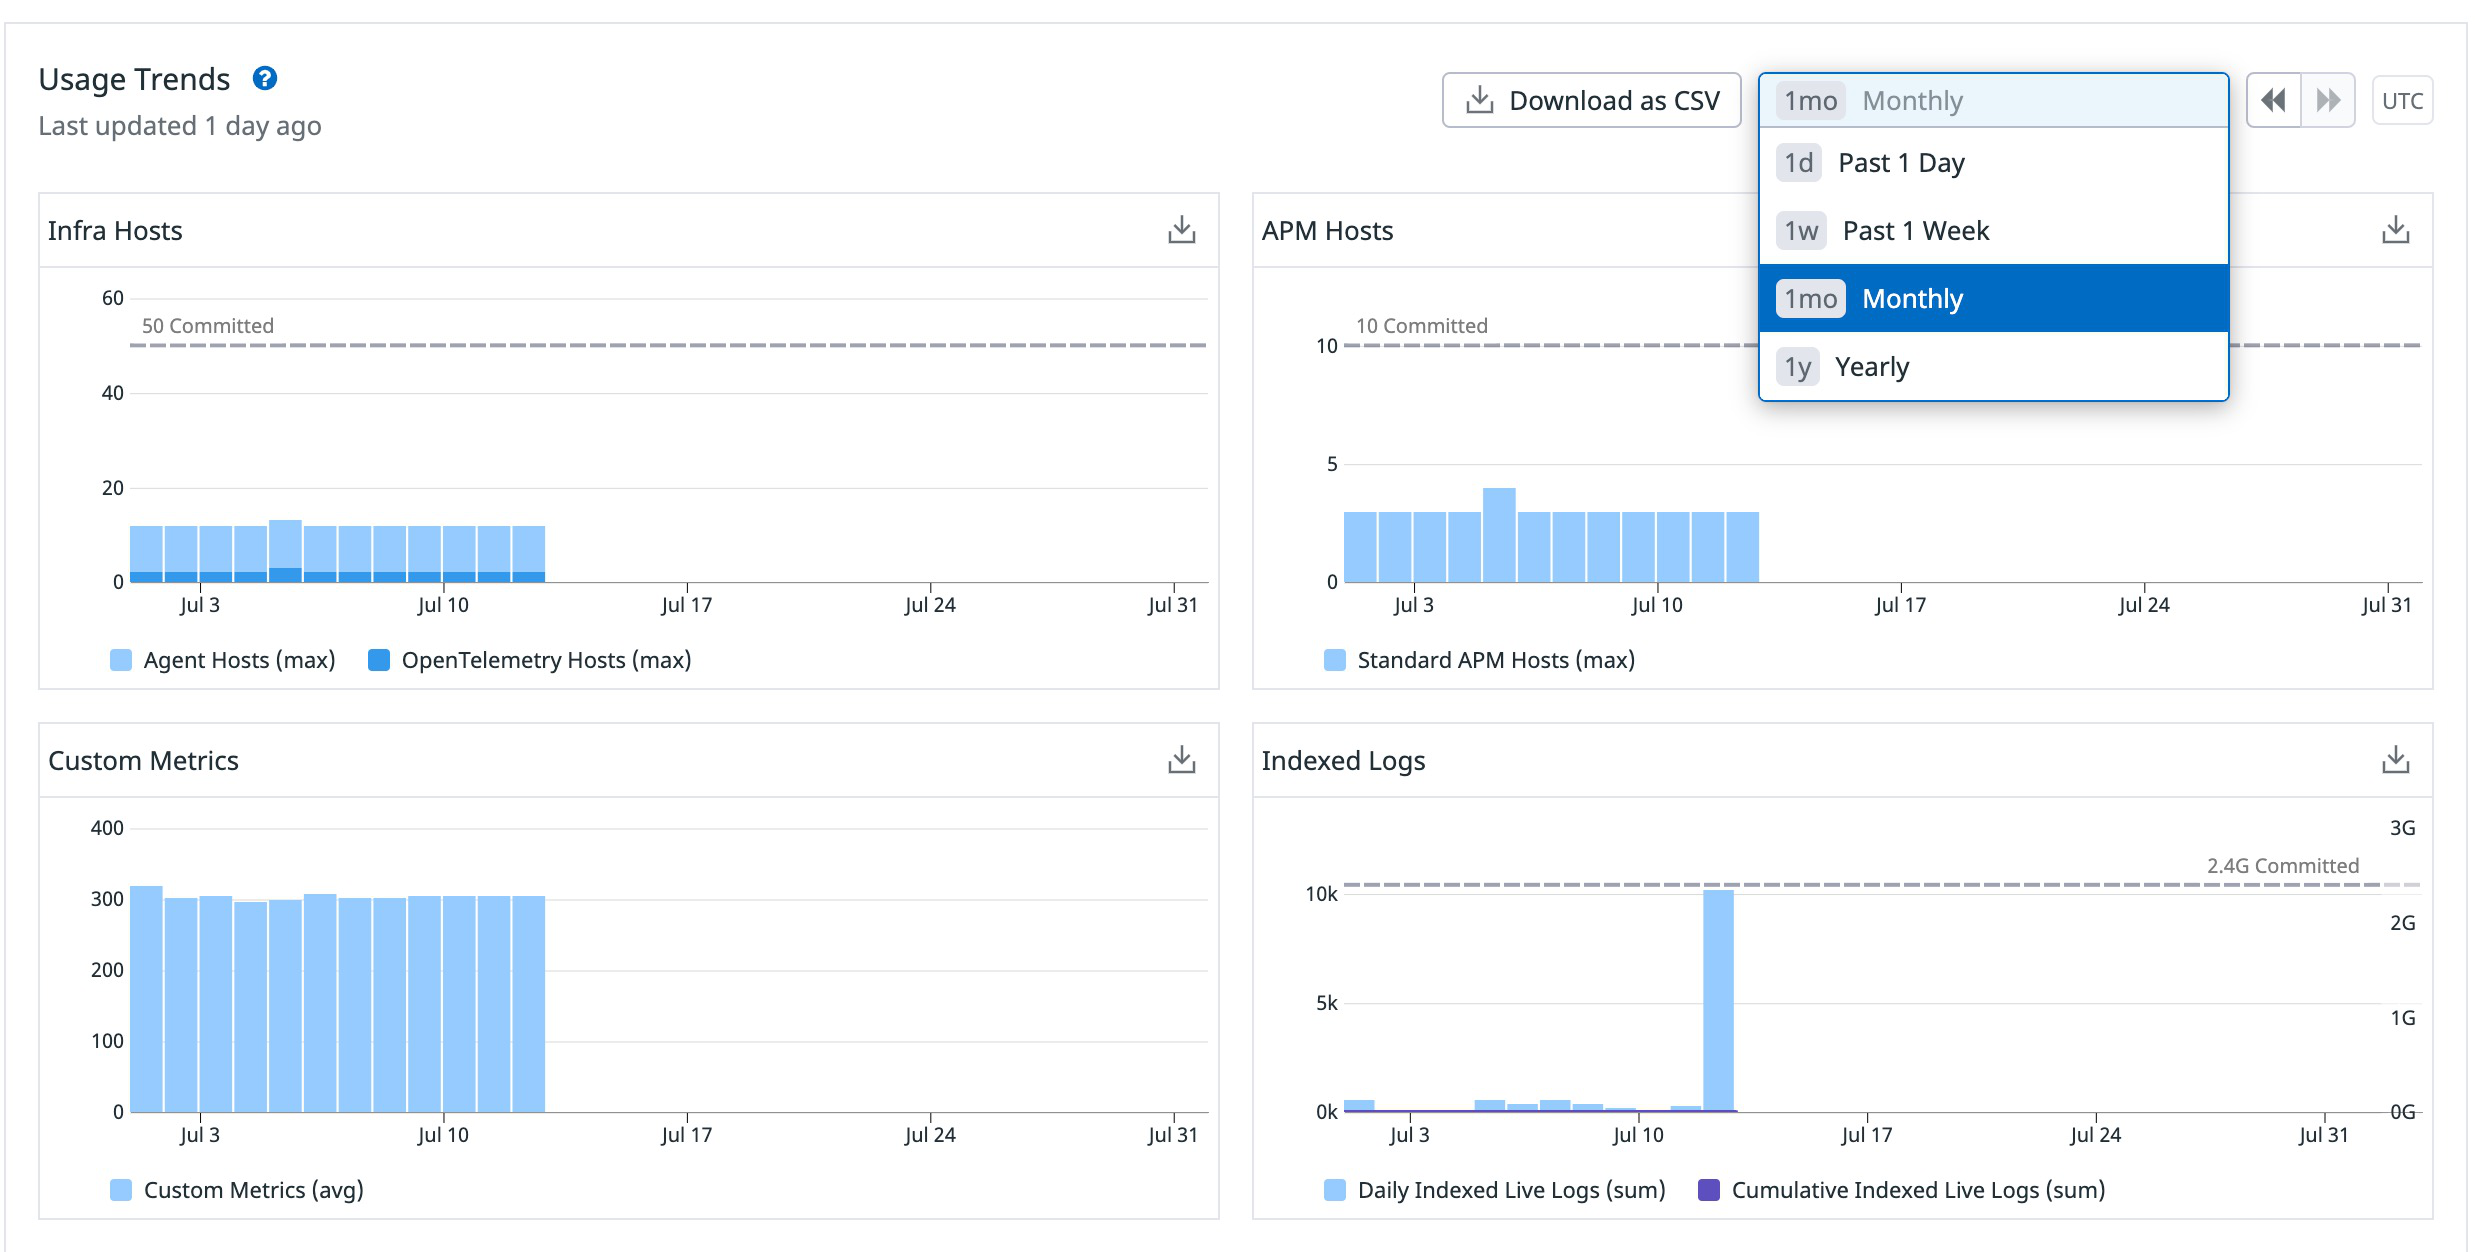 Usage Trends ?
Last updated 1 day ago
Download as CSV
1mo Monthly
UTC
1d Past 1 Day
1w Past 1 Week
1mo Monthly
1y Yearly
Infra Hosts
60
50 Committed
40
20
0
Jul 3 Jul 10 Jul 17 Jul 24 Jul 31
Agent Hosts (max) OpenTelemetry Hosts (max)
APM Hosts
10 Committed
10
5
0
Jul 3 Jul 10 Jul 17 Jul 24 Jul 31
Standard APM Hosts (max)
Custom Metrics
400
300
200
100
0
Jul 3 Jul 10 Jul 17 Jul 24 Jul 31
Custom Metrics (avg)
Indexed Logs
3G
2.4G Committed
10k
2G
5k
1G
0k 0G
Jul 3 Jul 10 Jul 17 Jul 24 Jul 31
Daily Indexed Live Logs (sum) Cumulative Indexed Live Logs (sum)